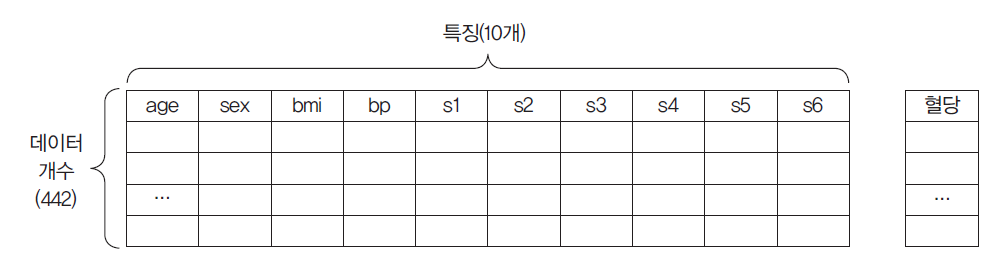 특징(10개)
age sex bmi bp s1 s2 s3 s4 s5 s6 혈당
데이터
개수
(442)
... ...